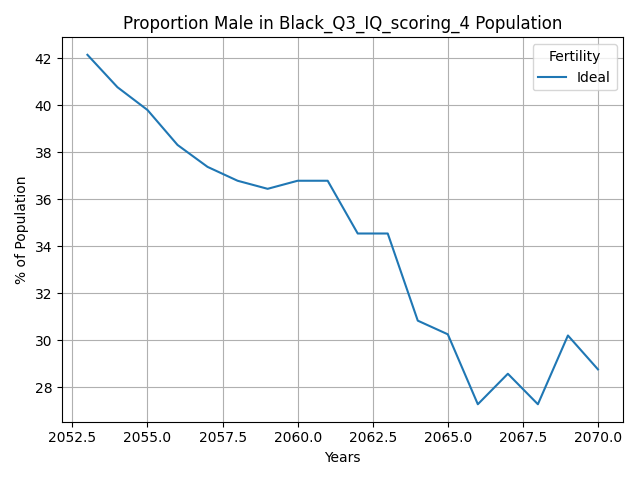 Proportion Male in Black_Q3_IQ_scoring_4 Population
Fertility
Ideal
% of Population
42
40
38
36
34
32
30
28
2052.5 2055.0 2057.5 2060.0 2062.5 2065.0 2067.5 2070.0
Years